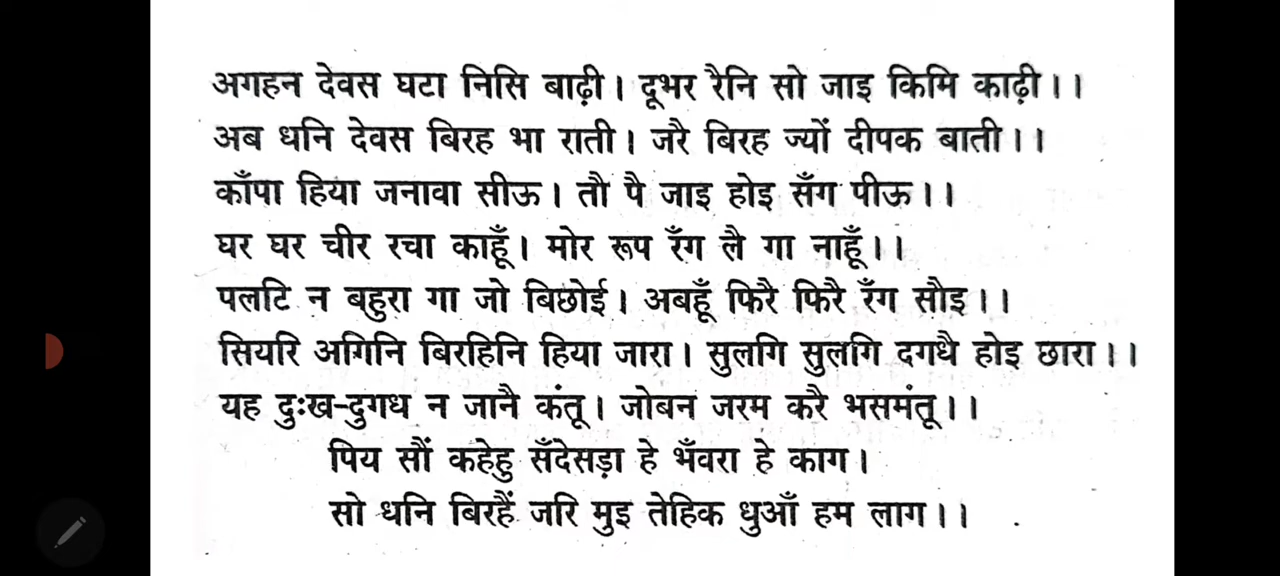 अगहन देवस घटा निसि बाढ़ी। दूभर रैनि सो जाइ किमि काढ़ी।।
अब धनि देवस बिरह भा राती। जरै बिरह ज्यों दीपक बाती।।
काँपा हिया जनावा सीऊ। तौ पै जाइ होइ सँग पीऊ।।
घर घर चीर रचा काहूँ। मोर रूप रँग लै गा नाहूँ।।
पलटि न बहुरा गा जो बिछोई। अबहूँ फिरै फिरै रँग सौइ।।
सियरि अगिनि बिरहिनि हिया जारा। सुलगि सुलगि दगधै होइ छारा।।
यह दुःख-दुगध न जानै कंतू। जोबन जरम करै भसमंतू।।
पिय सौं कहेहु सँदेसड़ा हे भँवरा हे काग।
सो धनि बिरहैं जरि मुइ तेहिक धुआँ हम लाग।।